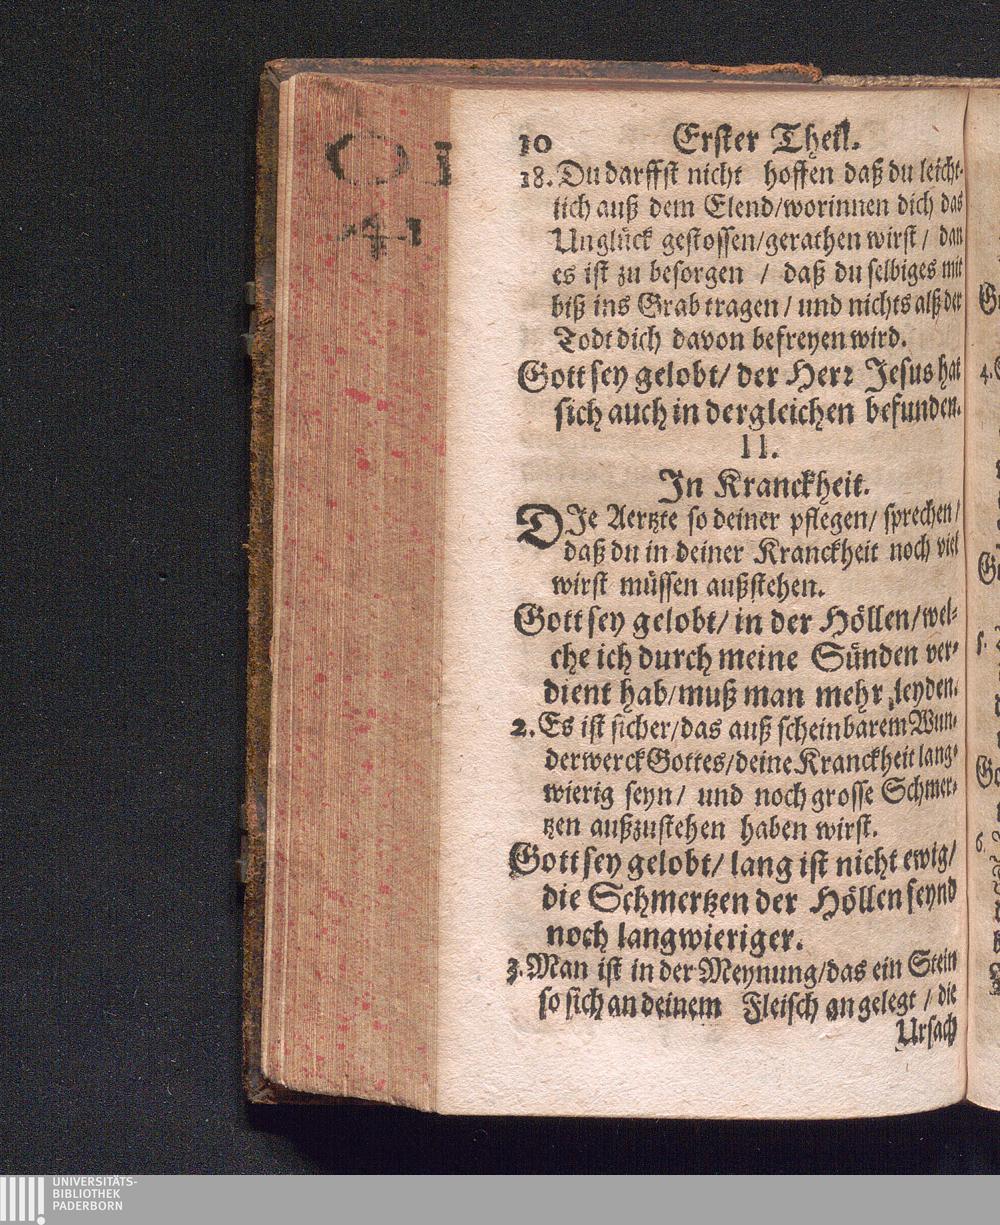 10 Erster Theil.
18. Du darffst nicht hoffen daß du leicht-
lich auß dem Elend/worinnen dich das
Unglück gestossen/gerathen wirst / dan
es ist zu besorgen / daß du selbiges mit
biß ins Grab tragen / und nichts alß der
Todt dich davon befreyen wird.
Gott sey gelobt/ der Herr Jesus hat
sich auch in dergleichen befunden.
II.
In Kranckheit.
DJe Aertzte so deiner pflegen/ sprechen/
daß du in deiner Kranckheit noch viel
wirst müssen außstehen.
Gott sey gelobt/ in der Höllen/wel-
che ich durch meine Sünden ver-
dient hab/muß man mehr leyden.
2. Es ist sicher/das auß scheinbarem Wun-
derwerck Gottes/deine Kranckheit lang-
wierig seyn/ und noch grosse Schmer-
tzen außzustehen haben wirst.
Gott sey gelobt/ lang ist nicht ewig/
die Schmertzen der Höllen seynd
noch langwieriger.
3. Man ist in der Meynung/das ein Stein
so sich an deinem Fleisch angelegt / die
Ursach
UNIVERSITÄTS-
BIBLIOTHEK
PADERBORN